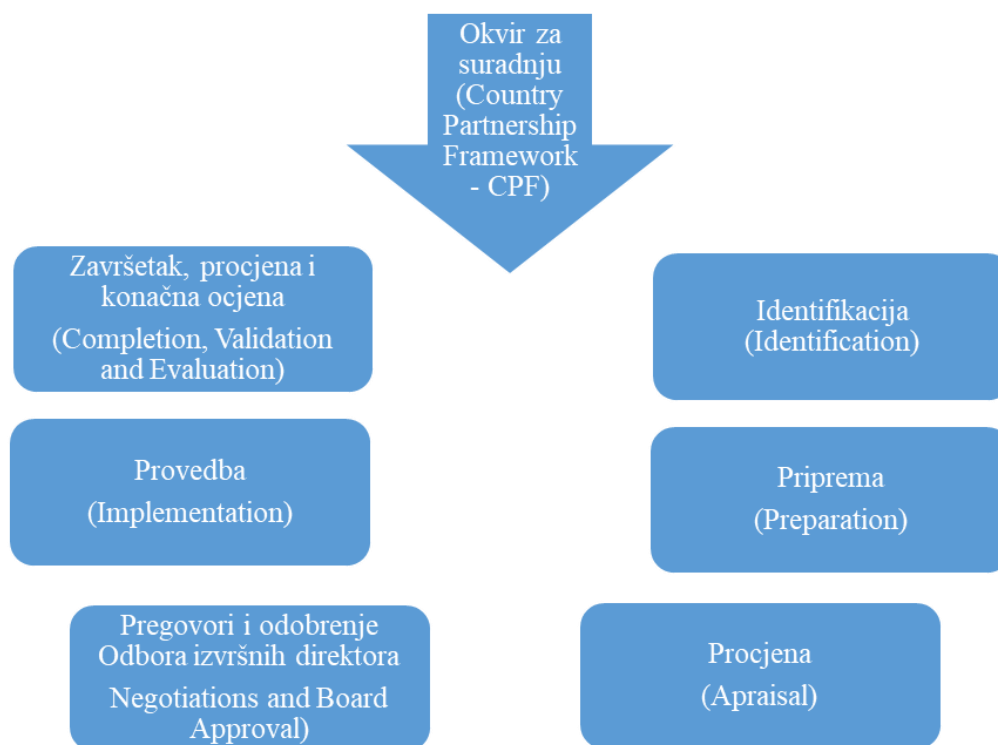 Okvir za
suradnju
(Country
Partnership
Framework
- CPF)
Završetak, procjena i
konačna ocjena
(Completion, Validation
and Evaluation)
Identifikacija
(Identification)
Provedba
(Implementation)
Priprema
(Preparation)
Pregovori i odobrenje
Odbora izvršnih direktora
Negotiations and Board
Approval)
Procjena
(Apraisal)